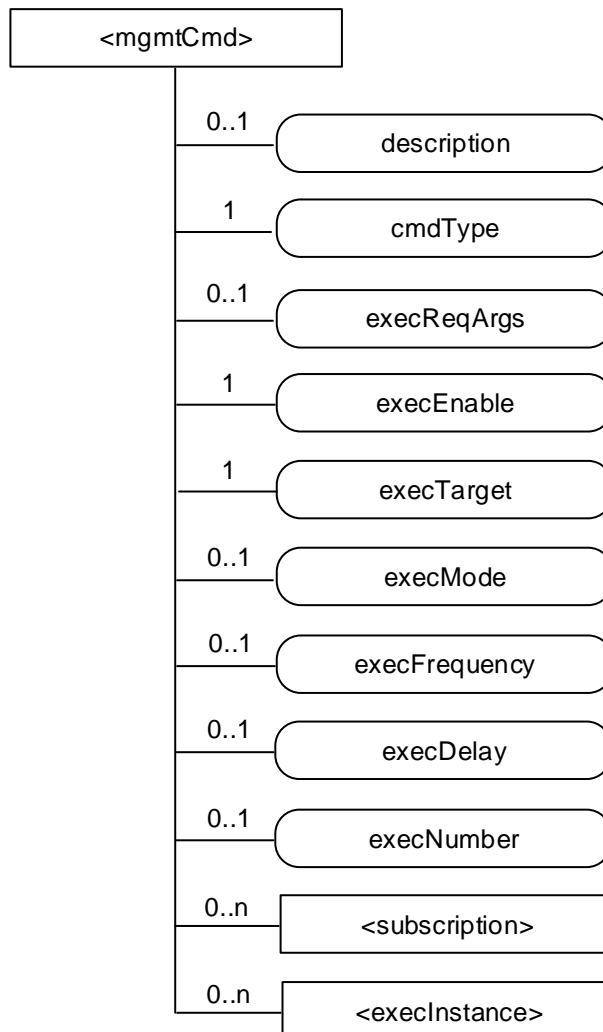 <mgmtCmd>
0..1
description
1
cmdType
0..1
execReqArgs
1
execEnable
1
execTarget
0..1
execMode
0..1
execFrequency
0..1
execDelay
0..1
execNumber
0..n
<subscription>
0..n
<execInstance>